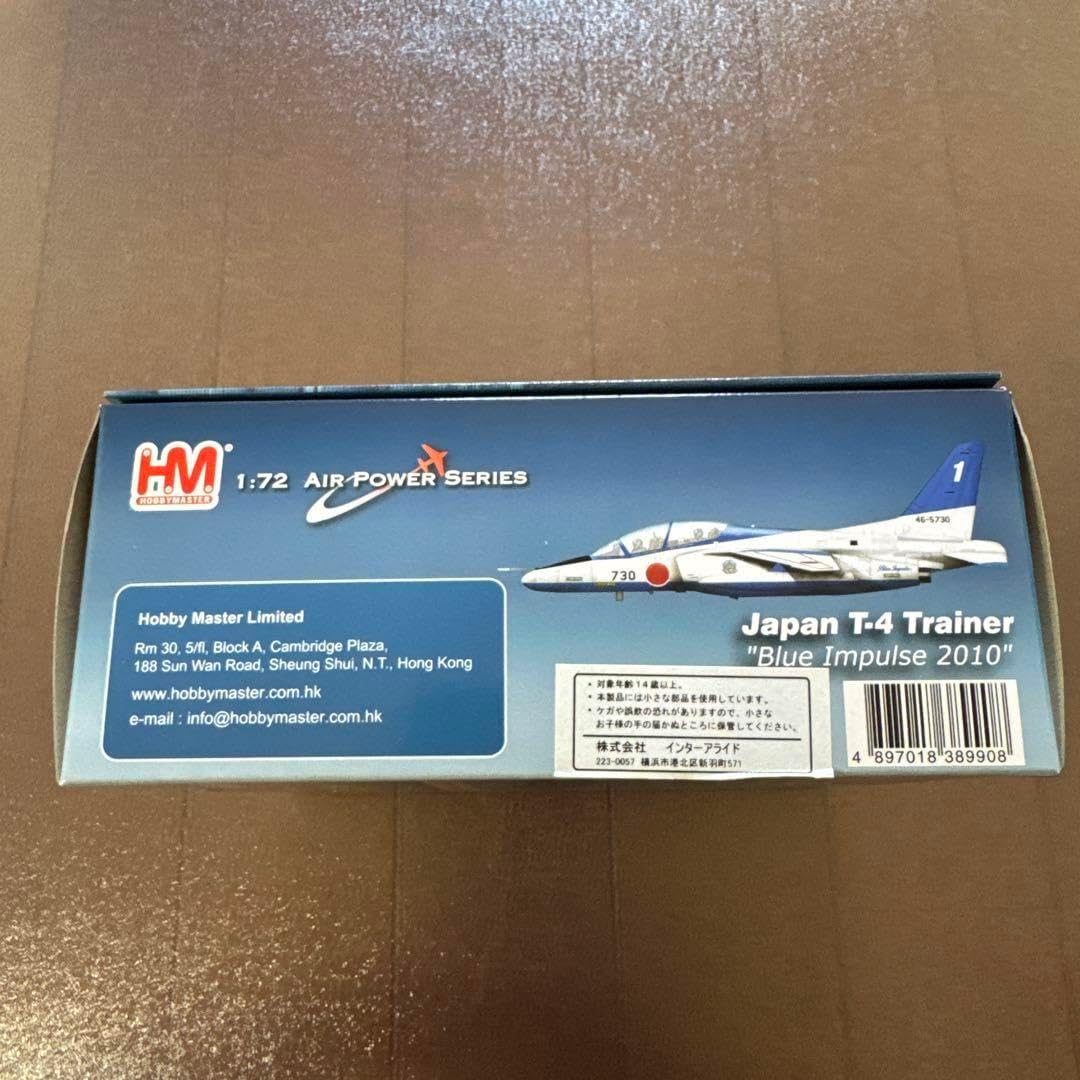 HM
HOBBYMASTER
1:72 AIR POWER SERIES
1
46-5730
730
Blue Impulse
Hobby Master Limited
Rm 30, 5/fl, Block A, Cambridge Plaza,
188 Sun Wan Road, Sheung Shui, N.T., Hong Kong
www.hobbymaster.com.hk
e-mail : info@hobbymaster.com.hk
Japan T-4 Trainer
"Blue Impulse 2010"
• 対象年齢14歳以上。
• 本製品には小さな部品を使用しています。
• ケガや誤飲の恐れがありますので、小さな
お子様の手の届かぬところに保管してください。
株式会社 インターアライド
223-0057 横浜市港北区新羽町571
4 897018 389908